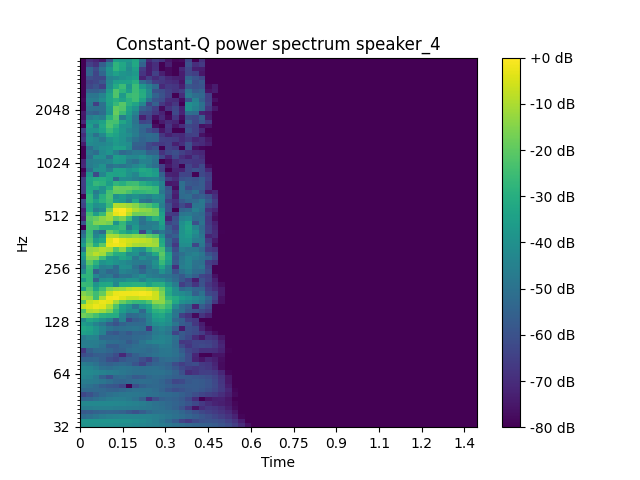 Constant-Q power spectrum speaker_4
Hz
2048
1024
512
256
128
64
32
0 0.15 0.3 0.45 0.6 0.75 0.9 1.1 1.2 1.4
Time
+0 dB
-10 dB
-20 dB
-30 dB
-40 dB
-50 dB
-60 dB
-70 dB
-80 dB